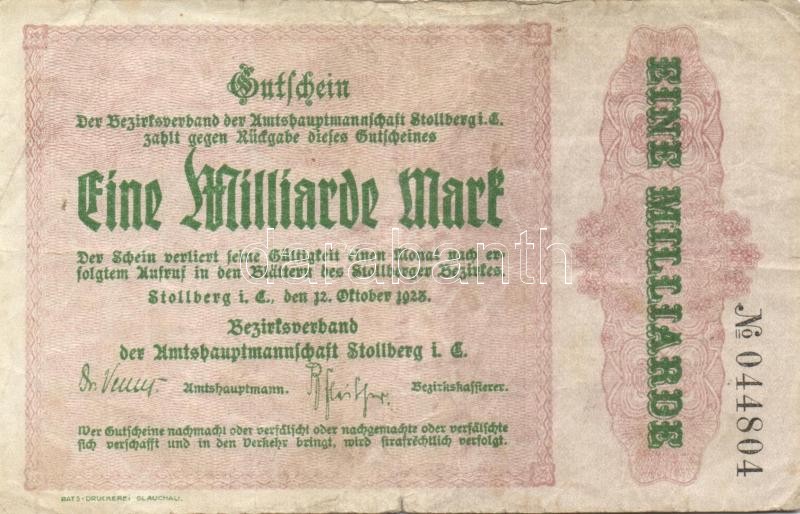 Gutschein
Der Bezirksverband der Amtshauptmannschaft Stollberg i. E.
zahlt gegen Rückgabe dieses Gutscheines
Eine Milliarde Mark
Der Schein verliert seine Gültigkeit einen Monat nach er-
folgtem Aufruf in den Blättern des Stollberger Bezirkes.
Stollberg i. E., den 12. Oktober 1923.
Bezirksverband
der Amtshauptmannschaft Stollberg i. E.
Amtshauptmann. Bezirkskassierer.
Wer Gutscheine nachmacht oder verfälscht oder nachgemachte oder verfälschte
sich verschafft und in den Verkehr bringt, wird strafrechtlich verfolgt.
RATS-DRUCKEREI GLAUCHAU.
EINE MILLIARDE
№ 044804
darabanth